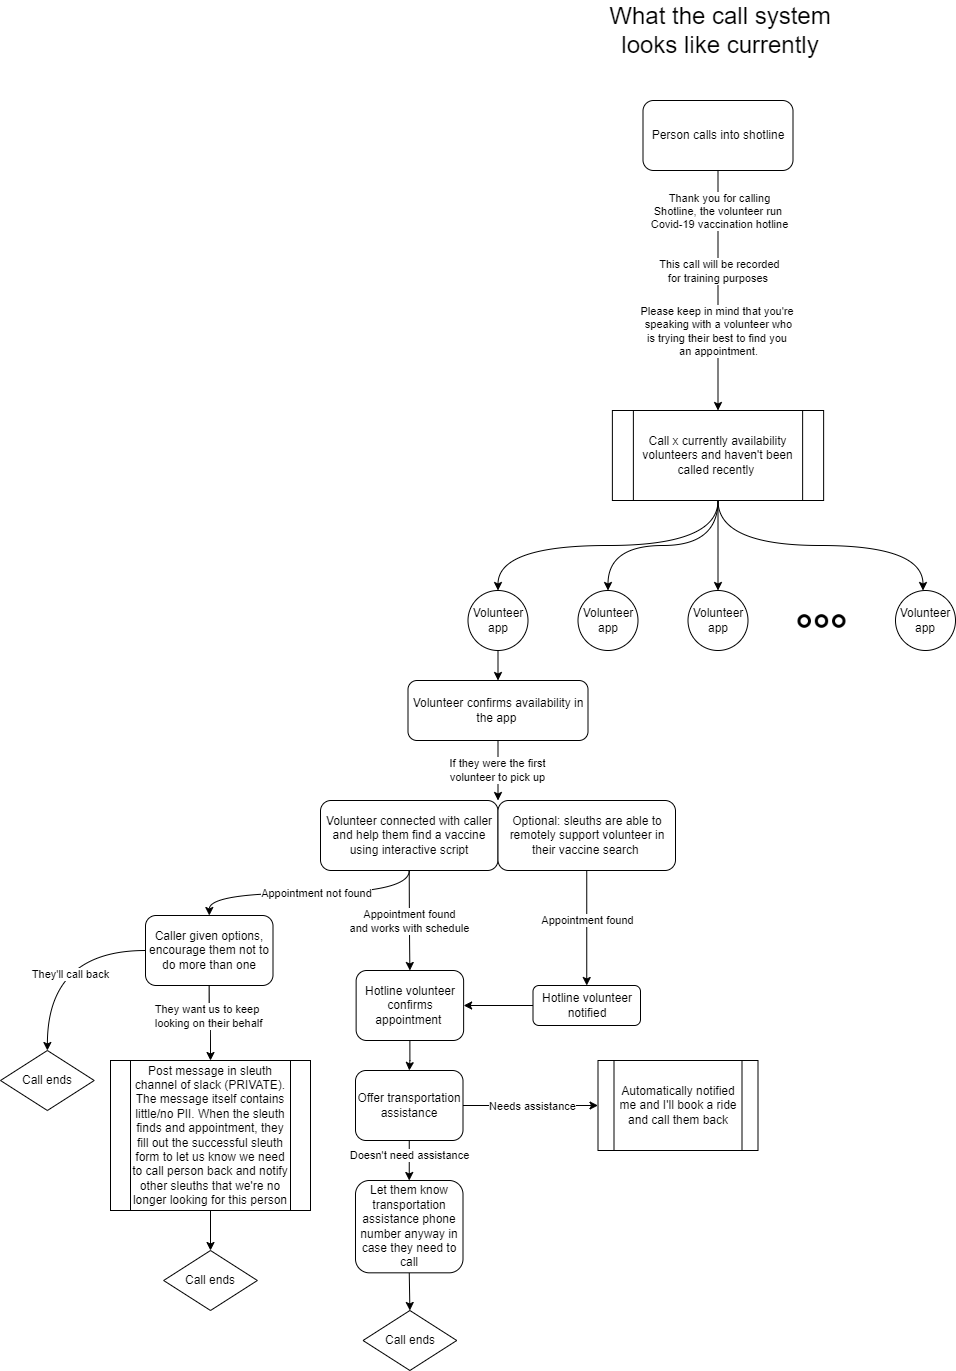 What the call system
looks like currently
Person calls into shotline
Thank you for calling
Shotline, the volunteer run
Covid-19 vaccination hotline
This call will be recorded
for training purposes
Please keep in mind that you're
speaking with a volunteer who
is trying their best to find you
an appointment.
Call x currently availability
volunteers and haven't been
called recently
Volunteer
app
Volunteer
app
Volunteer
app
Volunteer
app
Volunteer confirms availability in
the app
If they were the first
volunteer to pick up
Volunteer connected with caller
and help them find a vaccine
using interactive script
Optional: sleuths are able to
remotely support volunteer in
their vaccine search
Appointment not found
Appointment found
and works with schedule
Appointment found
Caller given options,
encourage them not to
do more than one
They'll call back
They want us to keep
looking on their behalf
Hotline volunteer
confirms
appointment
Hotline volunteer
notified
Call ends
Post message in sleuth
channel of slack (PRIVATE).
The message itself contains
little/no PII. When the sleuth
finds and appointment, they
fill out the successful sleuth
form to let us know we need
to call person back and notify
other sleuths that we're no
longer looking for this person
Offer transportation
assistance
Needs assistance
Automatically notified
me and I'll book a ride
and call them back
Doesn't need assistance
Let them know
transportation
assistance phone
number anyway in
case they need to
call
Call ends
Call ends